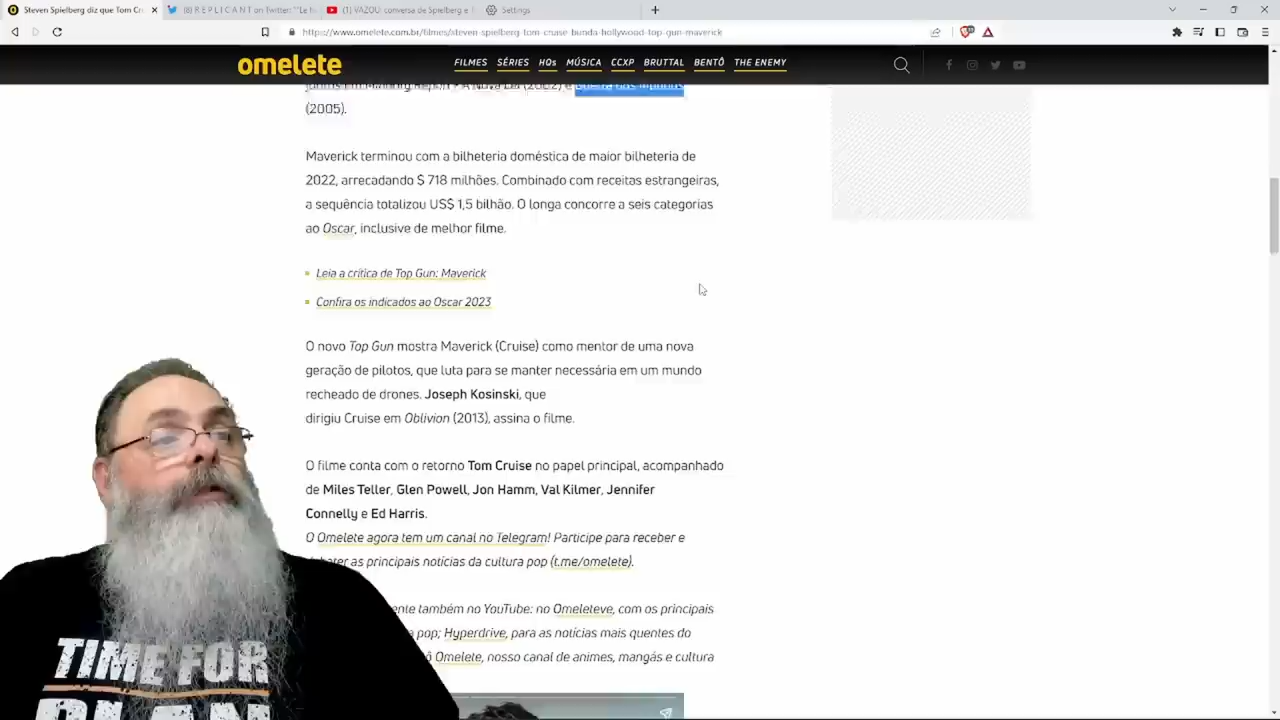 Steven Spielberg diz que Tom Cr
(8) R E P L I C A N T on Twitter: "Le
(1) VAZOU: conversa de Spielberg e T
Settings
https://www.omelete.com.br/filmes/steven-spielberg-tom-cruise-bunda-hollywood-top-gun-maverick
omelete
FILMES SÉRIES HQs MÚSICA CCXP BRUTTAL BENTÔ THE ENEMY
(2005).
Maverick terminou com a bilheteria doméstica de maior bilheteria de
2022, arrecadando $ 718 milhões. Combinado com receitas estrangeiras,
a sequência totalizou US$ 1,5 bilhão. O longa concorre a seis categorias
ao Oscar, inclusive de melhor filme.
Leia a crítica de Top Gun: Maverick
Confira os indicados ao Oscar 2023
O novo Top Gun mostra Maverick (Cruise) como mentor de uma nova
geração de pilotos, que luta para se manter necessária em um mundo
recheado de drones. Joseph Kosinski, que
dirigiu Cruise em Oblivion (2013), assina o filme.
O filme conta com o retorno Tom Cruise no papel principal, acompanhado
de Miles Teller, Glen Powell, Jon Hamm, Val Kilmer, Jennifer
Connelly e Ed Harris.
O Omelete agora tem um canal no Telegram! Participe para receber e
as principais notícias da cultura pop (t.me/omelete).
também no YouTube: no Omeleteve, com os principais
pop; Hyperdrive, para as notícias mais quentes do
Omelete, nosso canal de animes, mangás e cultura
TIME FOR
PLAN